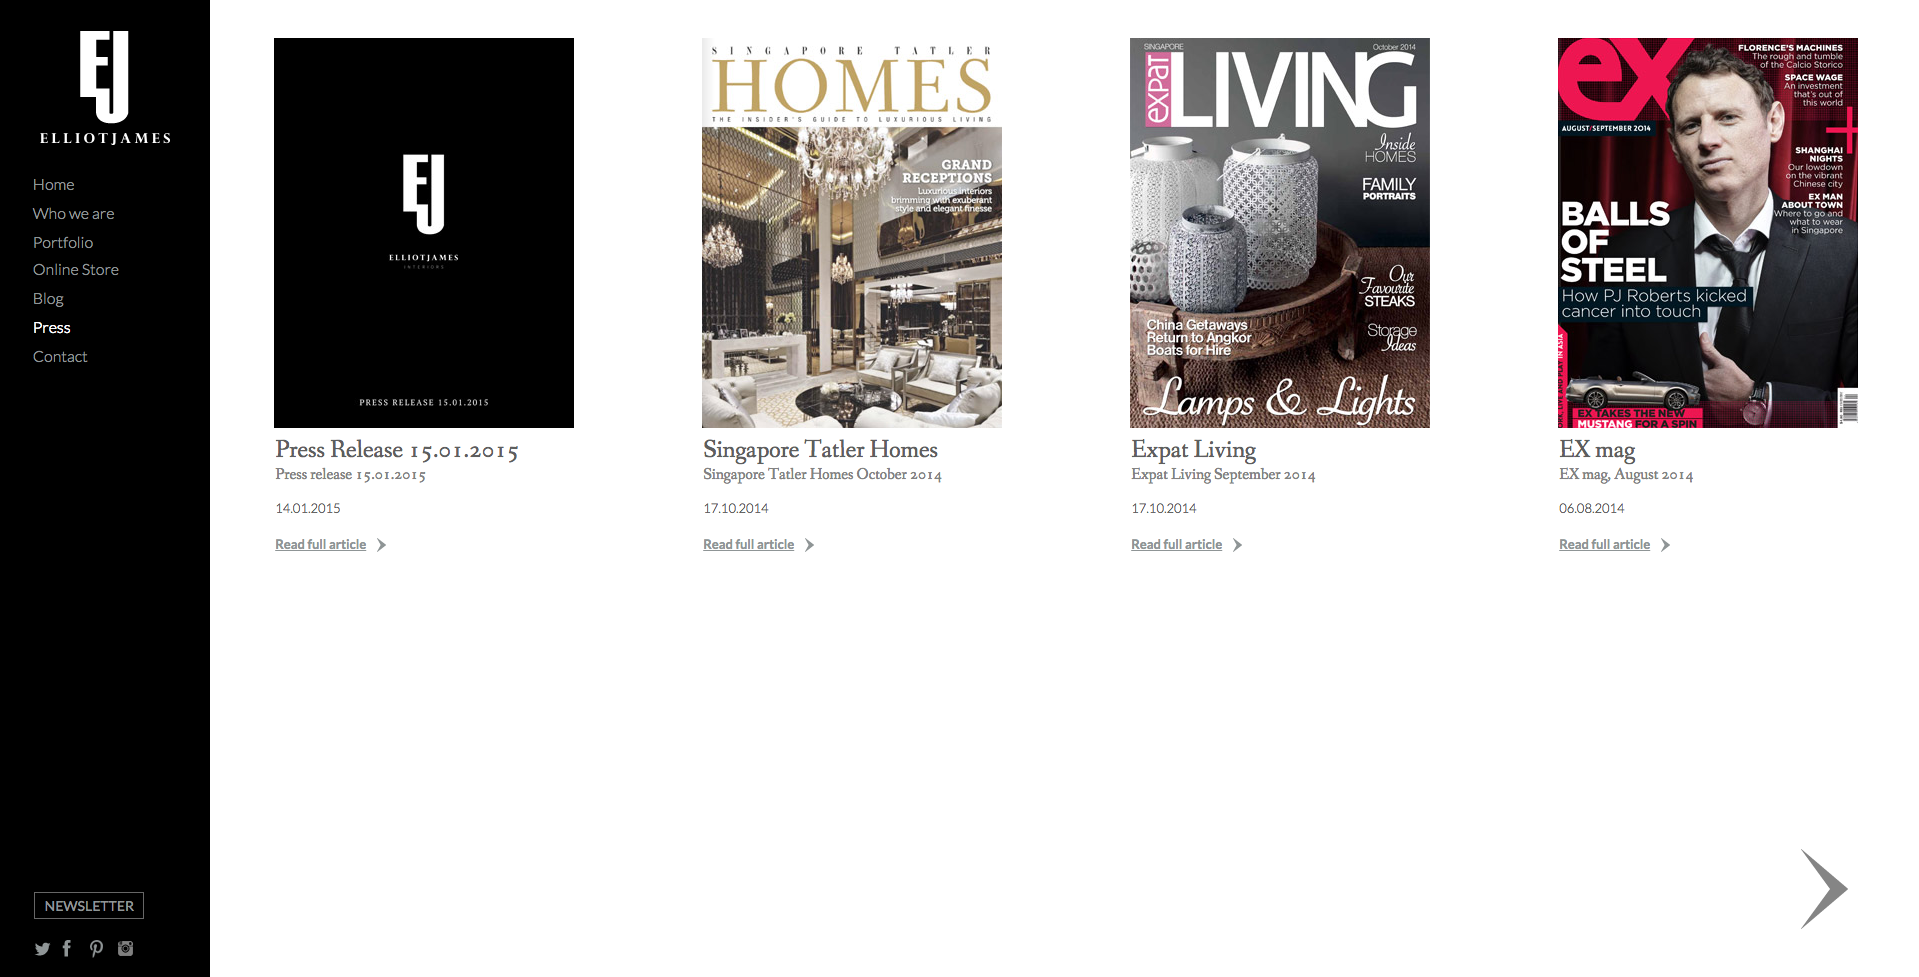 EJ
ELLIOTJAMES
Home
Who we are
Portfolio
Online Store
Blog
Press
Contact
NEWSLETTER
EJ
ELLIOTJAMES
INTERIORS
PRESS RELEASE 15.01.2015
Press Release 15.01.2015
Press release 15.01.2015
14.01.2015
Read full article
SINGAPORE TATLER
HOMES
THE INSIDER'S GUIDE TO LUXURIOUS LIVING
GRAND
RECEPTIONS
Luxurious interiors
brimming with exuberant
style and elegant finesse
Singapore Tatler Homes
Singapore Tatler Homes October 2014
17.10.2014
Read full article
SINGAPORE
October 2014
expat
LIVING
Inside
HOMES
FAMILY
PORTRAITS
Our
Favourite
STEAKS
Storage
Ideas
China Getaways
Return to Angkor
Boats for Hire
Lamps & Lights
Expat Living
Expat Living September 2014
17.10.2014
Read full article
ex
FLORENCE'S MACHINES
The rough and tumble
of the Calcio Storico
SPACE WAGE
An investment
that's out of
this world
AUGUST/SEPTEMBER 2014
+
SHANGHAI
NIGHTS
Our lowdown
on the vibrant
Chinese city
EX MAN
ABOUT TOWN
Where to go and
what to wear
in Singapore
BALLS
OF
STEEL
How PJ Roberts kicked
cancer into touch
EX TAKES THE NEW
MUSTANG FOR A SPIN
EX mag
EX mag, August 2014
06.08.2014
Read full article